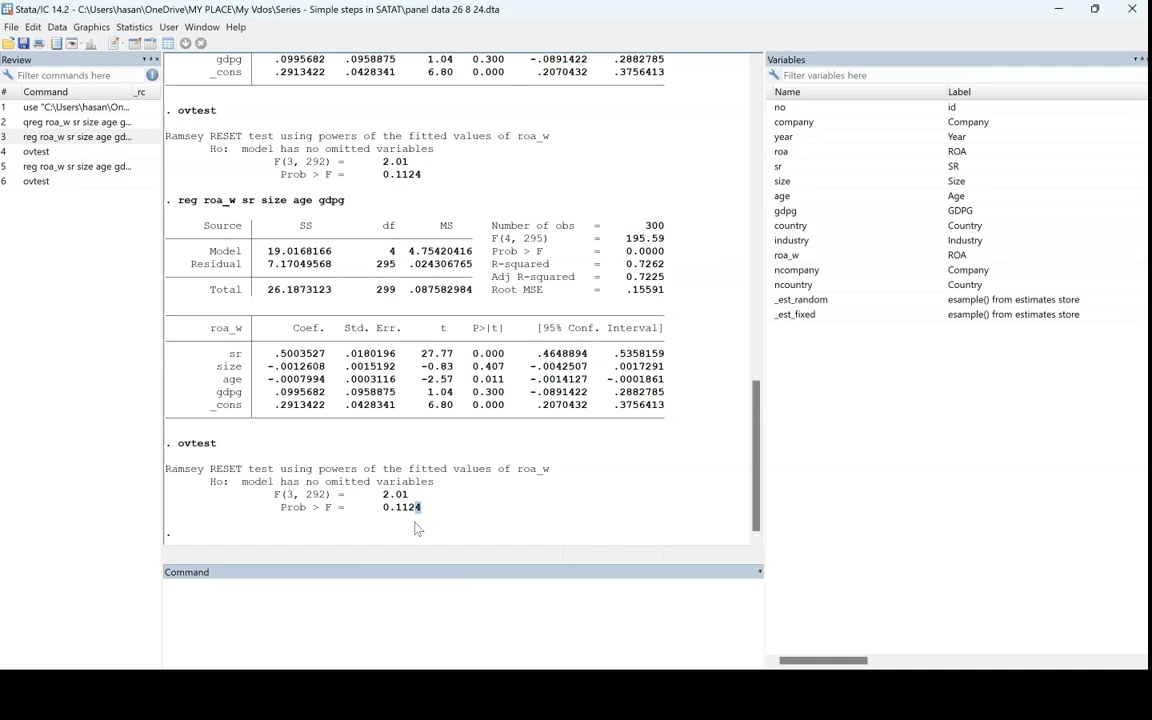 Stata/IC 14.2 - C:\Users\hasan\OneDrive\MY PLACE\My Vdos\Series - Simple steps in SATAT\panel data 26 8 24.dta
File Edit Data Graphics Statistics User Window Help
Review
Filter commands here
# Command _rc
1 use "C:\Users\hasan\On...
2 qreg roa_w sr size age g...
3 reg roa_w sr size age gd...
4 ovtest
5 reg roa_w sr size age gd...
6 ovtest
gdpg .0995682 .0958875 1.04 0.300 -.0891422 .2882785
_cons .2913422 .0428341 6.80 0.000 .2070432 .3756413
. ovtest
Ramsey RESET test using powers of the fitted values of roa_w
Ho: model has no omitted variables
F(3, 292) = 2.01
Prob > F = 0.1124
. reg roa_w sr size age gdpg
Source SS df MS Number of obs = 300
F(4, 295) = 195.59
Model 19.0168166 4 4.75420416 Prob > F = 0.0000
Residual 7.17049568 295 .024306765 R-squared = 0.7262
Adj R-squared = 0.7225
Total 26.1873123 299 .087582984 Root MSE = .15591
roa_w Coef. Std. Err. t P>|t| [95% Conf. Interval]
sr .5003527 .0180196 27.77 0.000 .4648894 .5358159
size -.0012608 .0015192 -0.83 0.407 -.0042507 .0017291
age -.0007994 .0003116 -2.57 0.011 -.0014127 -.0001861
gdpg .0995682 .0958875 1.04 0.300 -.0891422 .2882785
_cons .2913422 .0428341 6.80 0.000 .2070432 .3756413
. ovtest
Ramsey RESET test using powers of the fitted values of roa_w
Ho: model has no omitted variables
F(3, 292) = 2.01
Prob > F = 0.1124
.
Command
Variables
Filter variables here
Name Label
no id
company Company
year Year
roa ROA
sr SR
size Size
age Age
gdpg GDPG
country Country
industry Industry
roa_w ROA
ncompany Company
ncountry Country
_est_random esample() from estimates store
_est_fixed esample() from estimates store